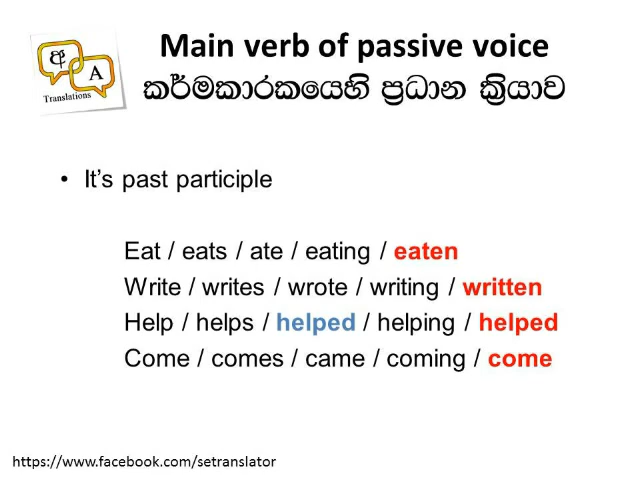 Main verb of passive voice
කර්මකාරකයෙහි ප්‍රධාන ක්‍රියාව
අ
A
Translations
• It's past participle
Eat / eats / ate / eating / eaten
Write / writes / wrote / writing / written
Help / helps / helped / helping / helped
Come / comes / came / coming / come
https://www.facebook.com/setranslator